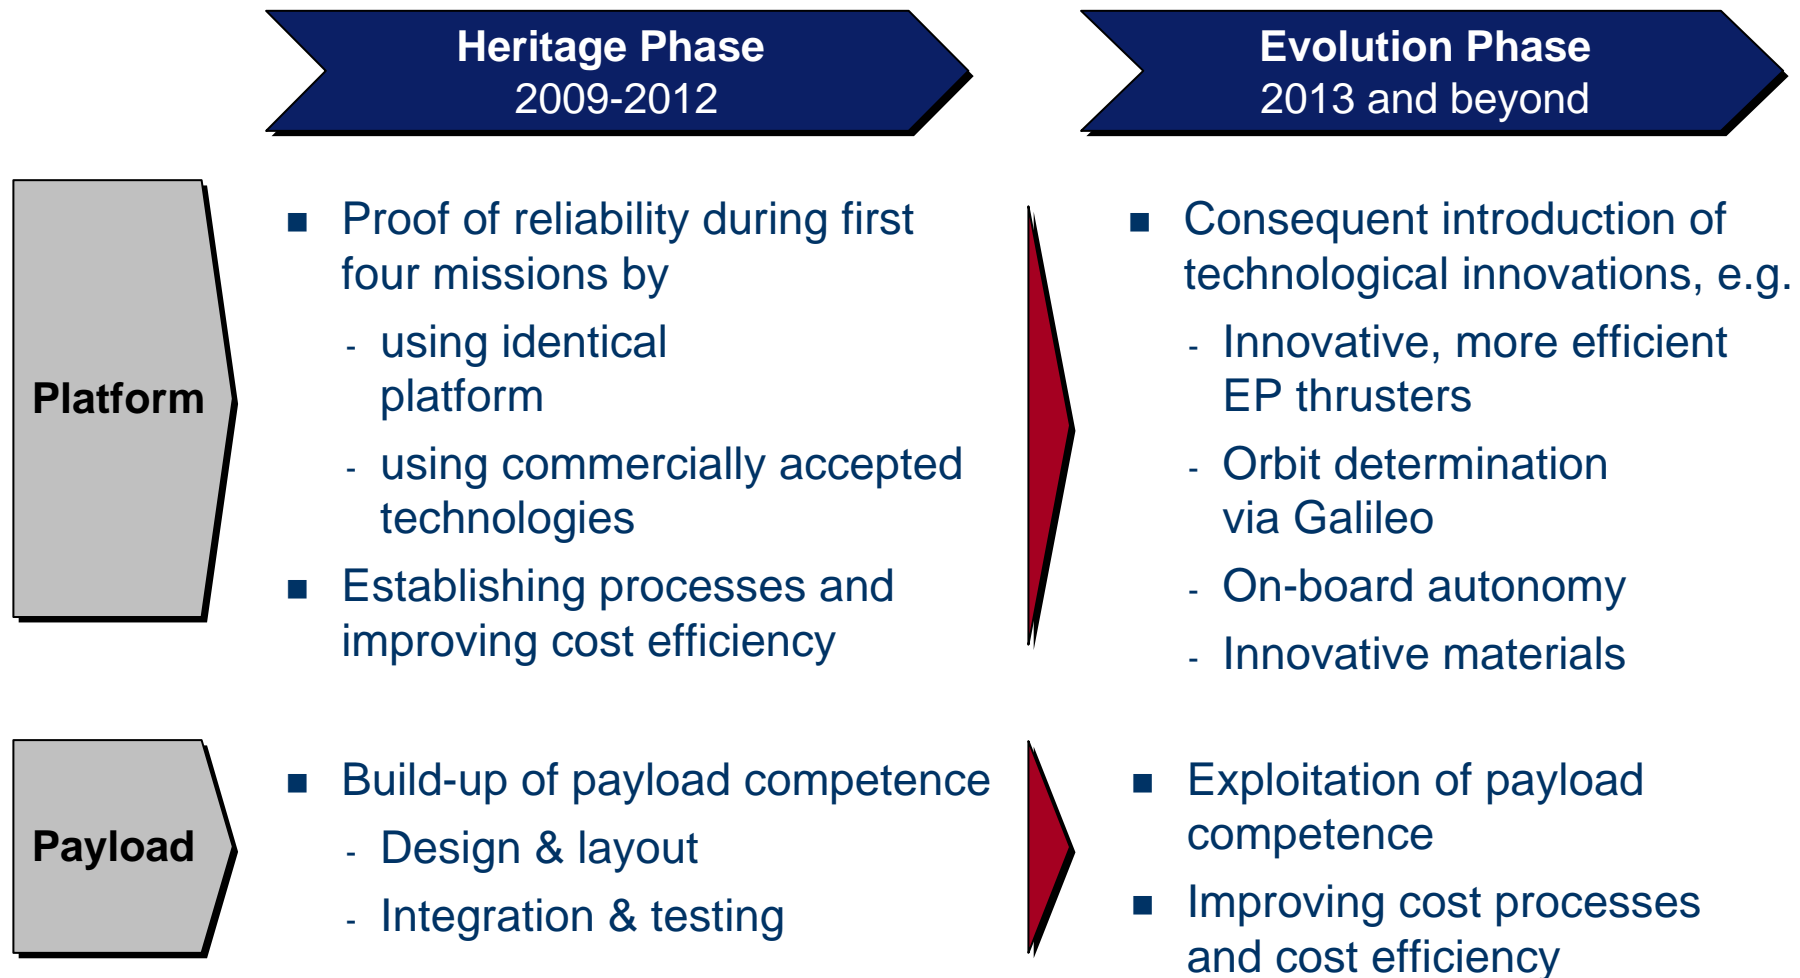 Heritage Phase
2009-2012
Evolution Phase
2013 and beyond
Platform
■ Proof of reliability during first
four missions by
- using identical
platform
- using commercially accepted
technologies
■ Establishing processes and
improving cost efficiency
■ Consequent introduction of
technological innovations, e.g.
- Innovative, more efficient
EP thrusters
- Orbit determination
via Galileo
- On-board autonomy
- Innovative materials
Payload
■ Build-up of payload competence
- Design & layout
- Integration & testing
■ Exploitation of payload
competence
■ Improving cost processes
and cost efficiency